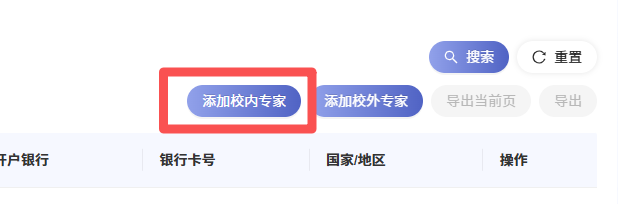 搜索 重置
添加校内专家 添加校外专家 导出当前页 导出
开户银行 银行卡号 国家/地区 操作